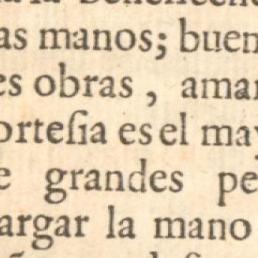 as manos; buen
es obras, amar
ortesia es el may
e grandes pe
argar la mano